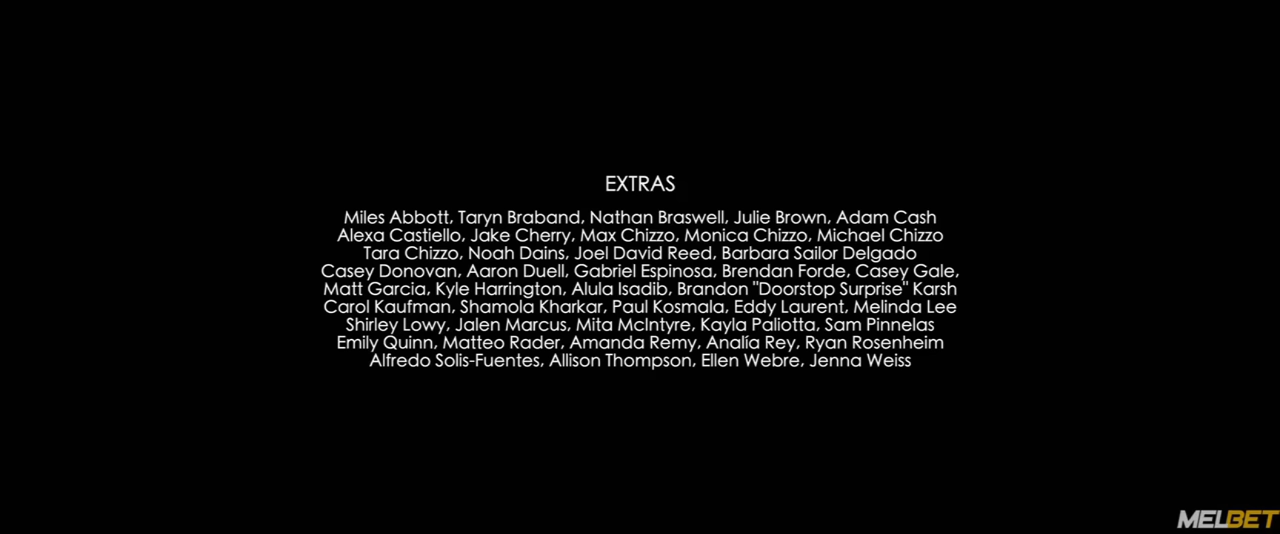 EXTRAS
Miles Abbott, Taryn Braband, Nathan Braswell, Julie Brown, Adam Cash
Alexa Castiello, Jake Cherry, Max Chizzo, Monica Chizzo, Michael Chizzo
Tara Chizzo, Noah Dains, Joel David Reed, Barbara Sailor Delgado
Casey Donovan, Aaron Duell, Gabriel Espinosa, Brendan Forde, Casey Gale,
Matt Garcia, Kyle Harrington, Alula Isadib, Brandon "Doorstop Surprise" Karsh
Carol Kaufman, Shamola Kharkar, Paul Kosmala, Eddy Laurent, Melinda Lee
Shirley Lowy, Jalen Marcus, Mita McIntyre, Kayla Paliotta, Sam Pinnelas
Emily Quinn, Matteo Rader, Amanda Remy, Analía Rey, Ryan Rosenheim
Alfredo Solis-Fuentes, Allison Thompson, Ellen Webre, Jenna Weiss
MELBET